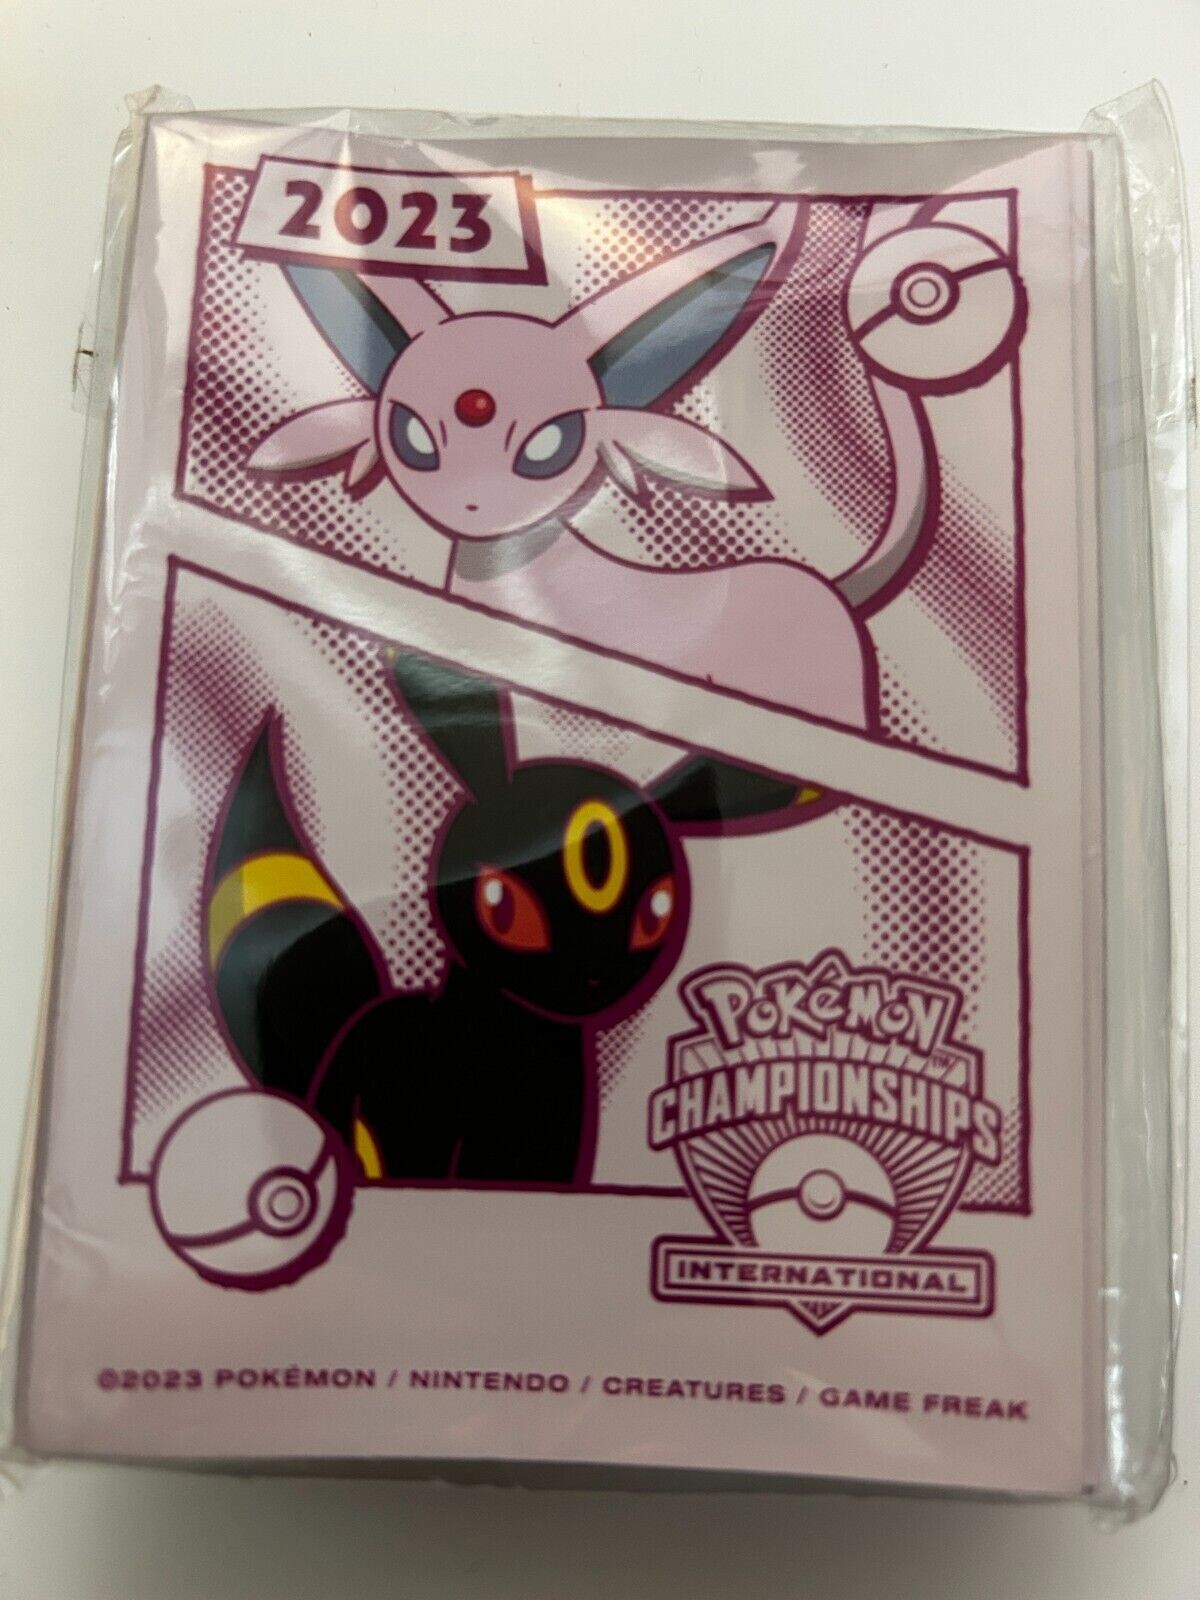 2023
Pokémon
CHAMPIONSHIPS
INTERNATIONAL
©2023 POKÉMON / NINTENDO / CREATURES / GAME FREAK